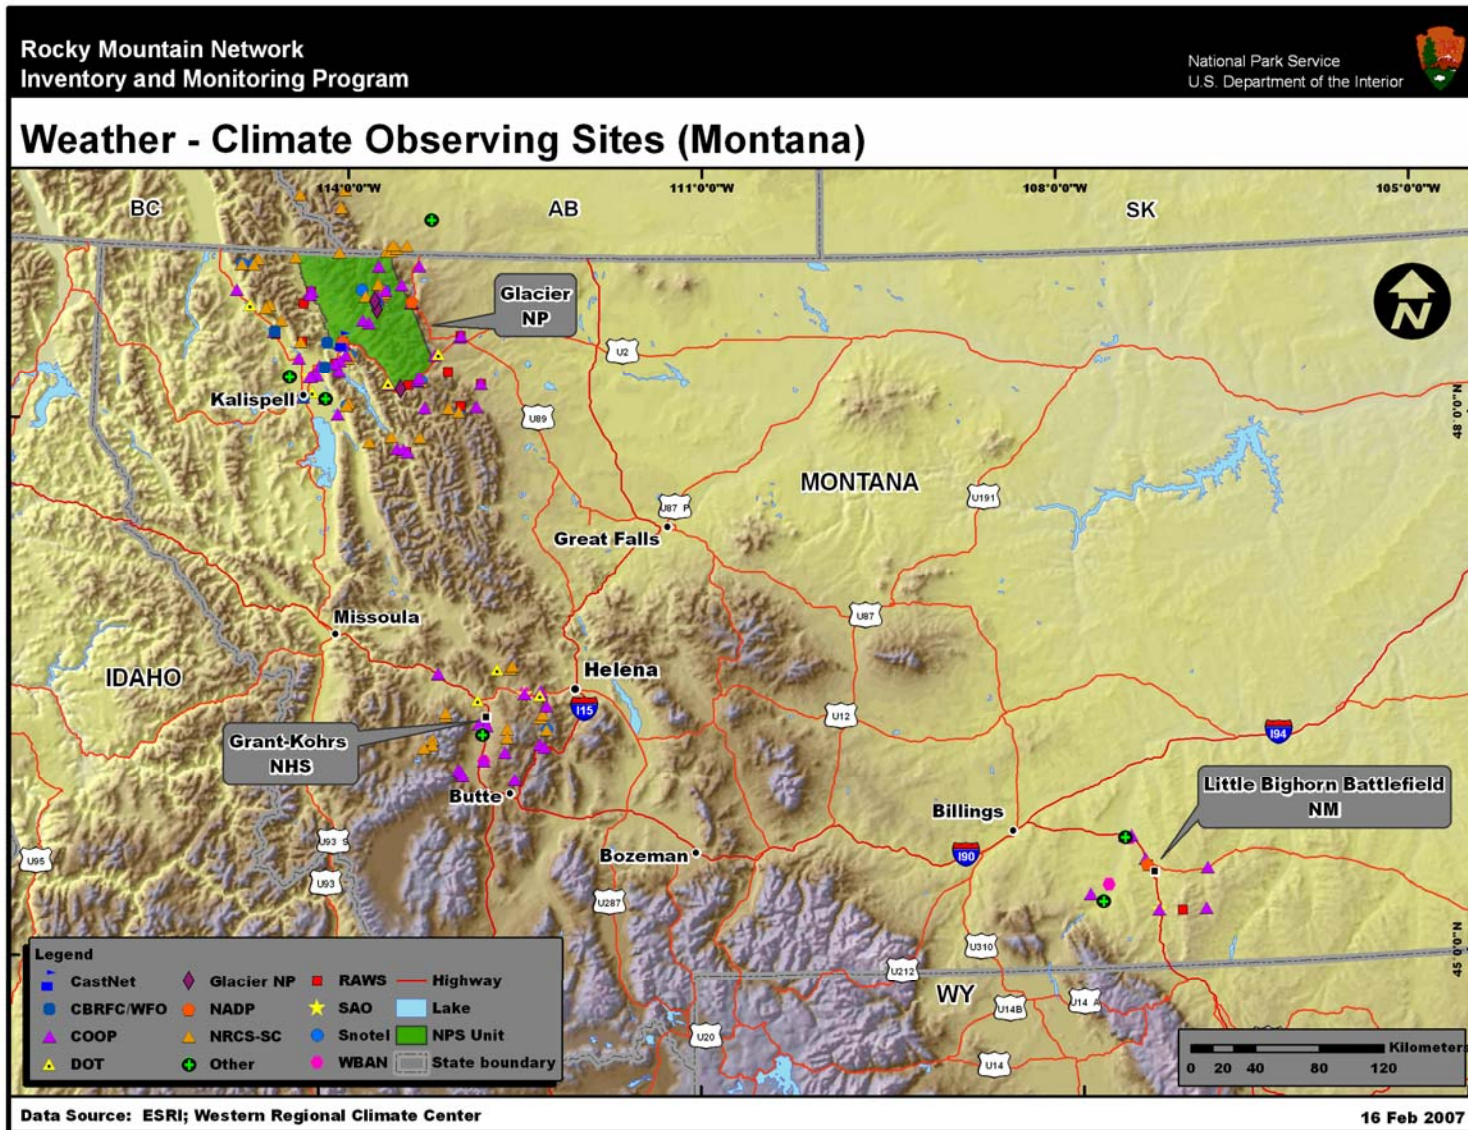 Rocky Mountain Network
Inventory and Monitoring Program
National Park Service
U.S. Department of the Interior
Weather - Climate Observing Sites (Montana)
114°0'0"W
111°0'0"W
108°0'0"W
105°0'0"W
BC
AB
SK
N
Glacier
NP
U2
Kalispell
U89
48°0'0"N
MONTANA
U191
U87 P
Great Falls
Missoula
U87
IDAHO
Helena
I15
U12
I94
Grant-Kohrs
NHS
Little Bighorn Battlefield
NM
Butte
Billings
U93 S
U95
Bozeman
I90
U93
U287
U310
45°0'0"N
U212
WY
U14 A
U14B
U20
U14
Legend
CastNet
Glacier NP
RAWS
Highway
CBRFC/WFO
NADP
SAO
Lake
COOP
NRCS-SC
Snotel
NPS Unit
DOT
Other
WBAN
State boundary
Kilometers
0 20 40 80 120
Data Source: ESRI; Western Regional Climate Center
16 Feb 2007